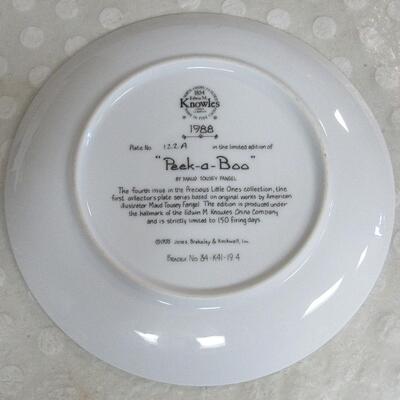 1854
Edwin M.
Knowles
1988
Plate No. 122A in the limited edition of
"Peek-a-Boo"
BY MAUD TOUSEY FANGEL
The fourth issue in the Precious Little Ones collection, the
first collector's plate series based on original works by American
illustrator Maud Tousey Fangel. The edition is produced under
the hallmark of the Edwin M. Knowles China Company
and is strictly limited to 150 firing days.
©1988 Jones, Brakeley & Rockwell, Inc.
Bradex No. 84-K41-19.4